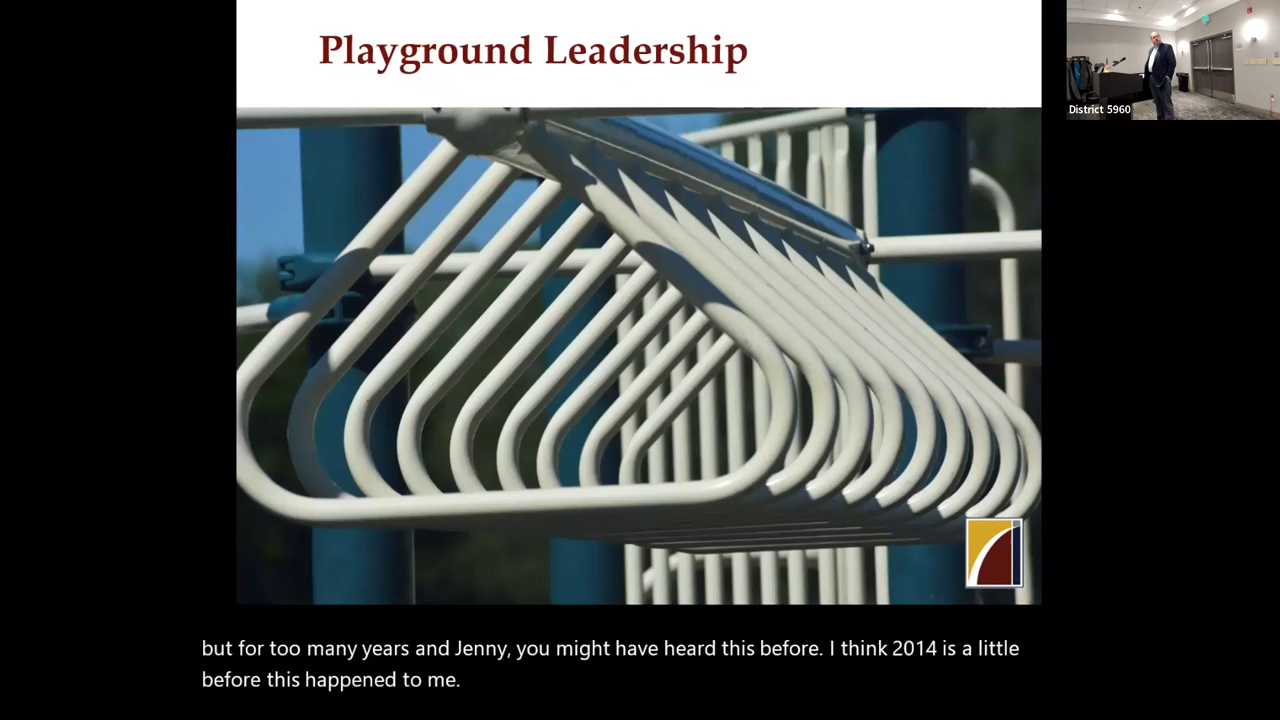 Playground Leadership
District 5960
but for too many years and Jenny, you might have heard this before. I think 2014 is a little
before this happened to me.